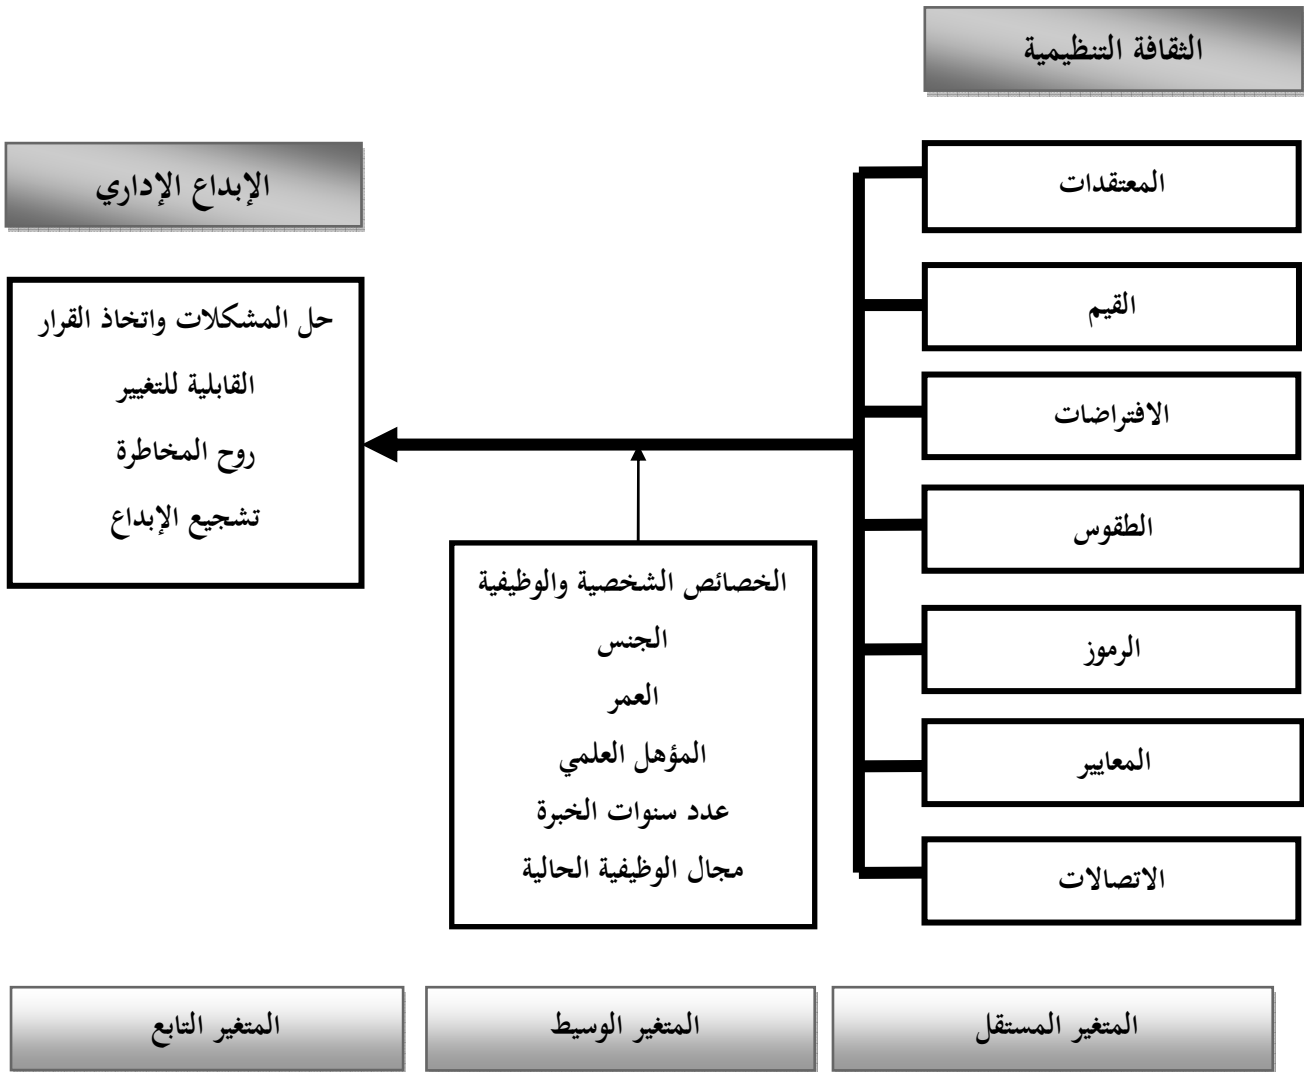 الثقافة التنظيمية
المعتقدات
القيم
الافتراضات
الطقوس
الرموز
المعايير
الاتصالات
الإبداع الإداري
حل المشكلات واتخاذ القرار
القابلية للتغيير
روح المخاطرة
تشجيع الإبداع
الخصائص الشخصية والوظيفية
الجنس
العمر
المؤهل العلمي
عدد سنوات الخبرة
مجال الوظيفية الحالية
المتغير المستقل
المتغير الوسيط
المتغير التابع